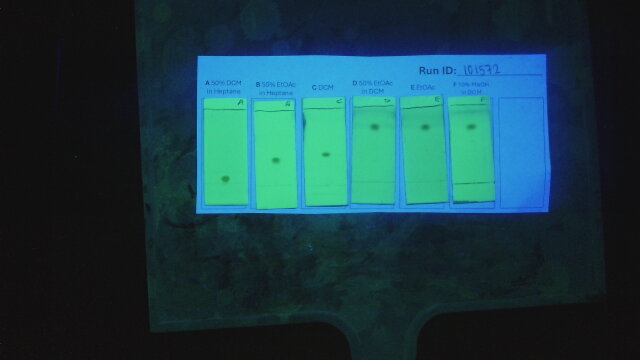 Run ID: 101572
A 50% DCM
in Heptane
B 50% EtOAc
in Heptane
C DCM
D 50% EtOAc
in DCM
E EtOAc
F 10% MeOH
in DCM
A
B
C
D
E
F